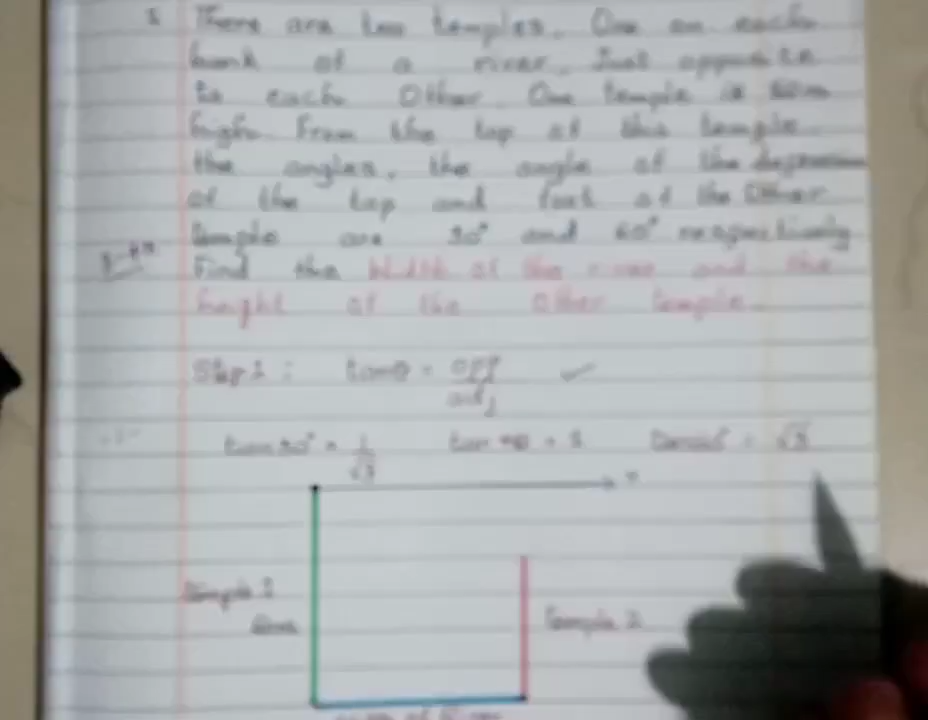 There are two temples. One on each
bank of a river. Just opposite
to each Other. One temple is 50m
high. From the top of this temple
the angles, the angle of the depression
of the top and foot of the Other
temple are 30° and 60° respectively
Find the Width of the river and the
height of the Other temple.
Step 1 : tanθ = opp/adj ✓
tan 30° = 1/√3 tan 45 = 1 tan 60° = √3
Temple 1
Temple 2